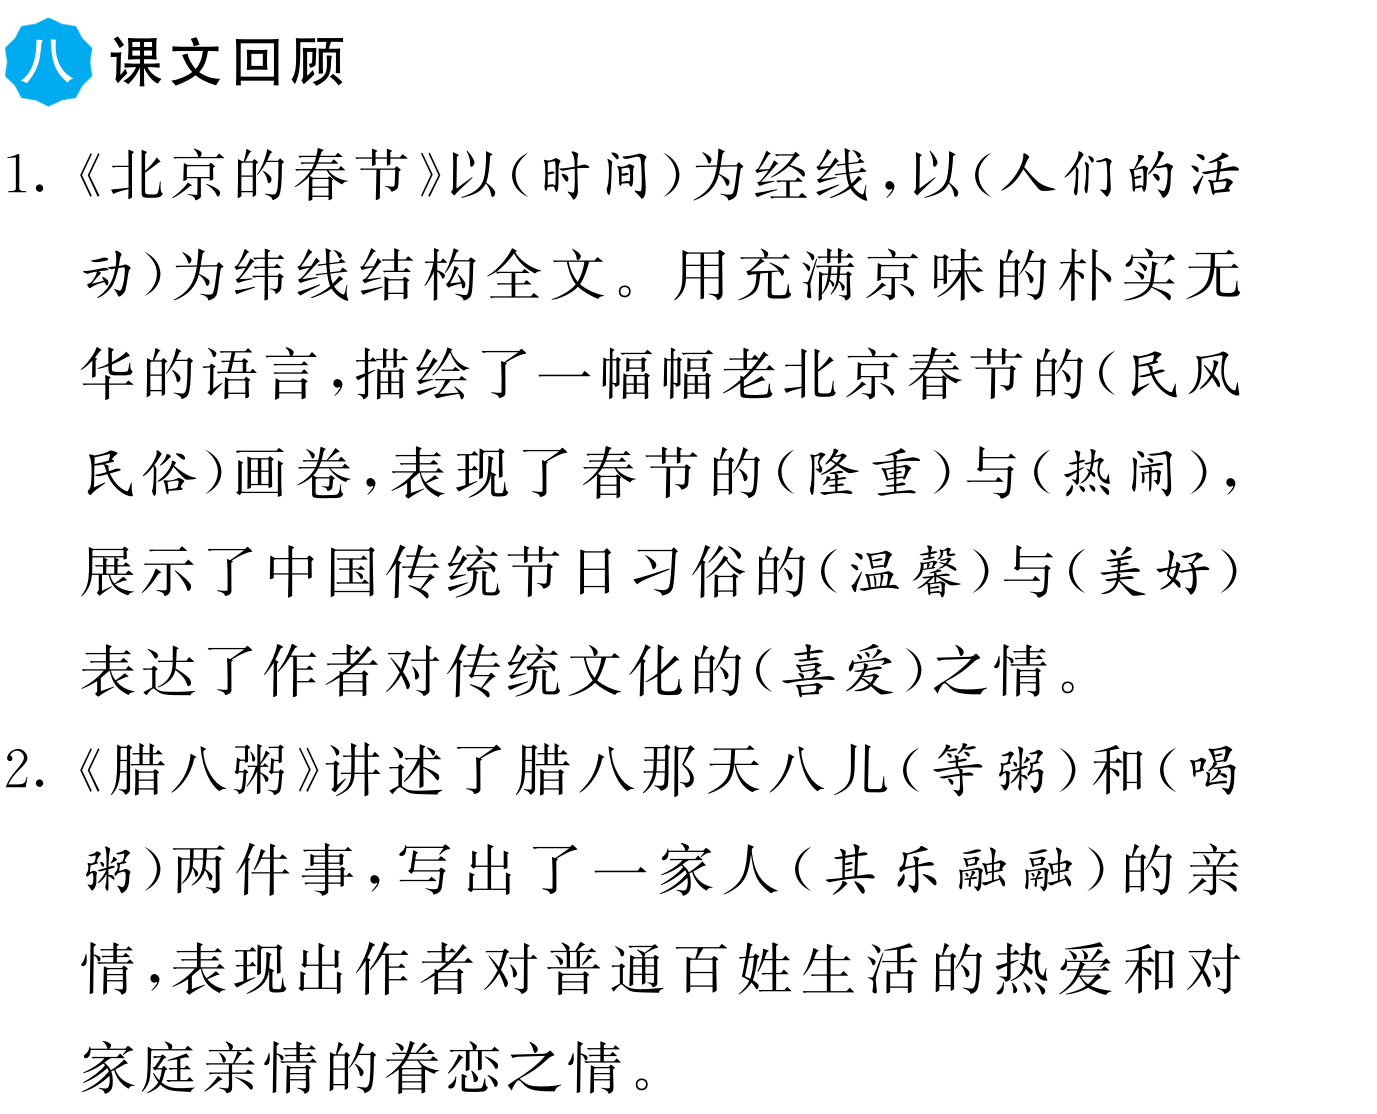 八 课文回顾
1.《北京的春节》以(时间)为经线,以(人们的活
动)为纬线结构全文。用充满京味的朴实无
华的语言,描绘了一幅幅老北京春节的(民风
民俗)画卷,表现了春节的(隆重)与(热闹),
展示了中国传统节日习俗的(温馨)与(美好)
表达了作者对传统文化的(喜爱)之情。
2.《腊八粥》讲述了腊八那天八儿(等粥)和(喝
粥)两件事,写出了一家人(其乐融融)的亲
情,表现出作者对普通百姓生活的热爱和对
家庭亲情的眷恋之情。